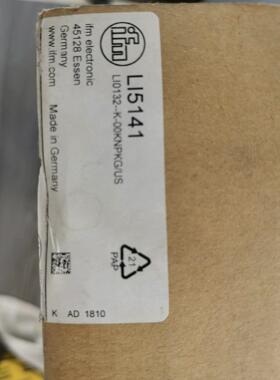 ifm
ifm electronic
45128 Essen
Germany
www.ifm.com
Made in Germany
LI5141
LI0132--K-00KNPKG/US
21
PAP
K AD 1810